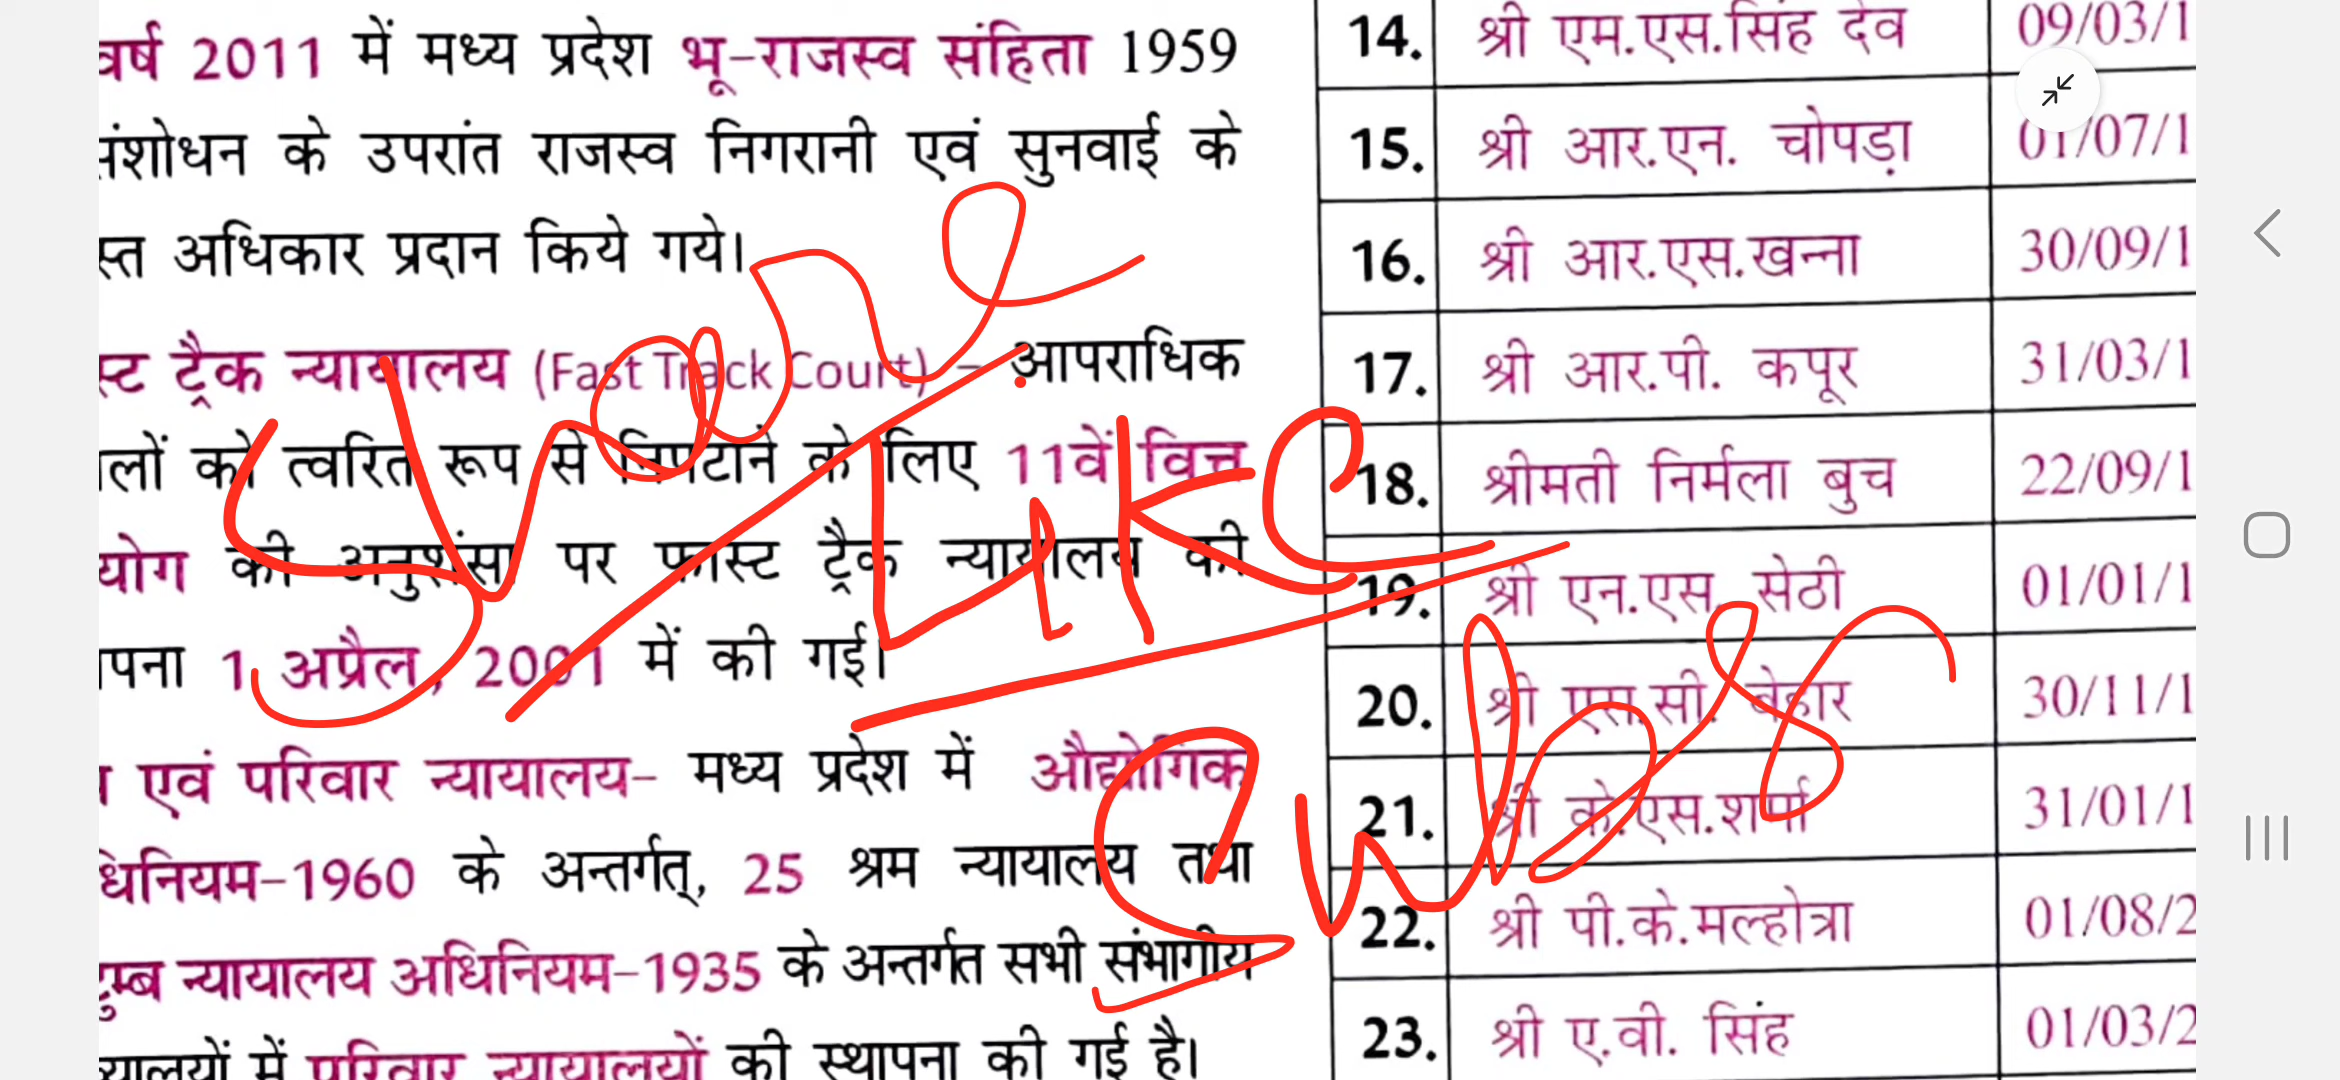 वर्ष 2011 में मध्य प्रदेश भू-राजस्व संहिता 1959
संशोधन के उपरांत राजस्व निगरानी एवं सुनवाई के
स्त अधिकार प्रदान किये गये।
स्ट ट्रैक न्यायालय (Fast Track Court) - आपराधिक
लों को त्वरित रूप से निपटाने के लिए 11वें वित्त
योग की अनुशंसा पर फास्ट ट्रैक न्यायालय की
पना 1 अप्रैल, 2001 में की गई।
एवं परिवार न्यायालय- मध्य प्रदेश में औद्योगिक
धिनियम-1960 के अन्तर्गत्, 25 श्रम न्यायालय तथा
टुम्ब न्यायालय अधिनियम-1935 के अन्तर्गत सभी संभागीय
यालयों में परिवार न्यायालयों की स्थापना की गई है।
14. श्री एम.एस.सिंह देव 09/03/1
15. श्री आर.एन. चोपड़ा 01/07/1
16. श्री आर.एस.खन्ना 30/09/1
17. श्री आर.पी. कपूर 31/03/1
18. श्रीमती निर्मला बुच 22/09/1
19. श्री एन.एस. सेठी 01/01/1
20. श्री एस.सी. बेहार 30/11/1
21. श्री के.एस.शर्मा 31/01/1
22. श्री पी.के.मल्होत्रा 01/08/2
23. श्री ए.वी. सिंह 01/03/2
Share
Like
Subs